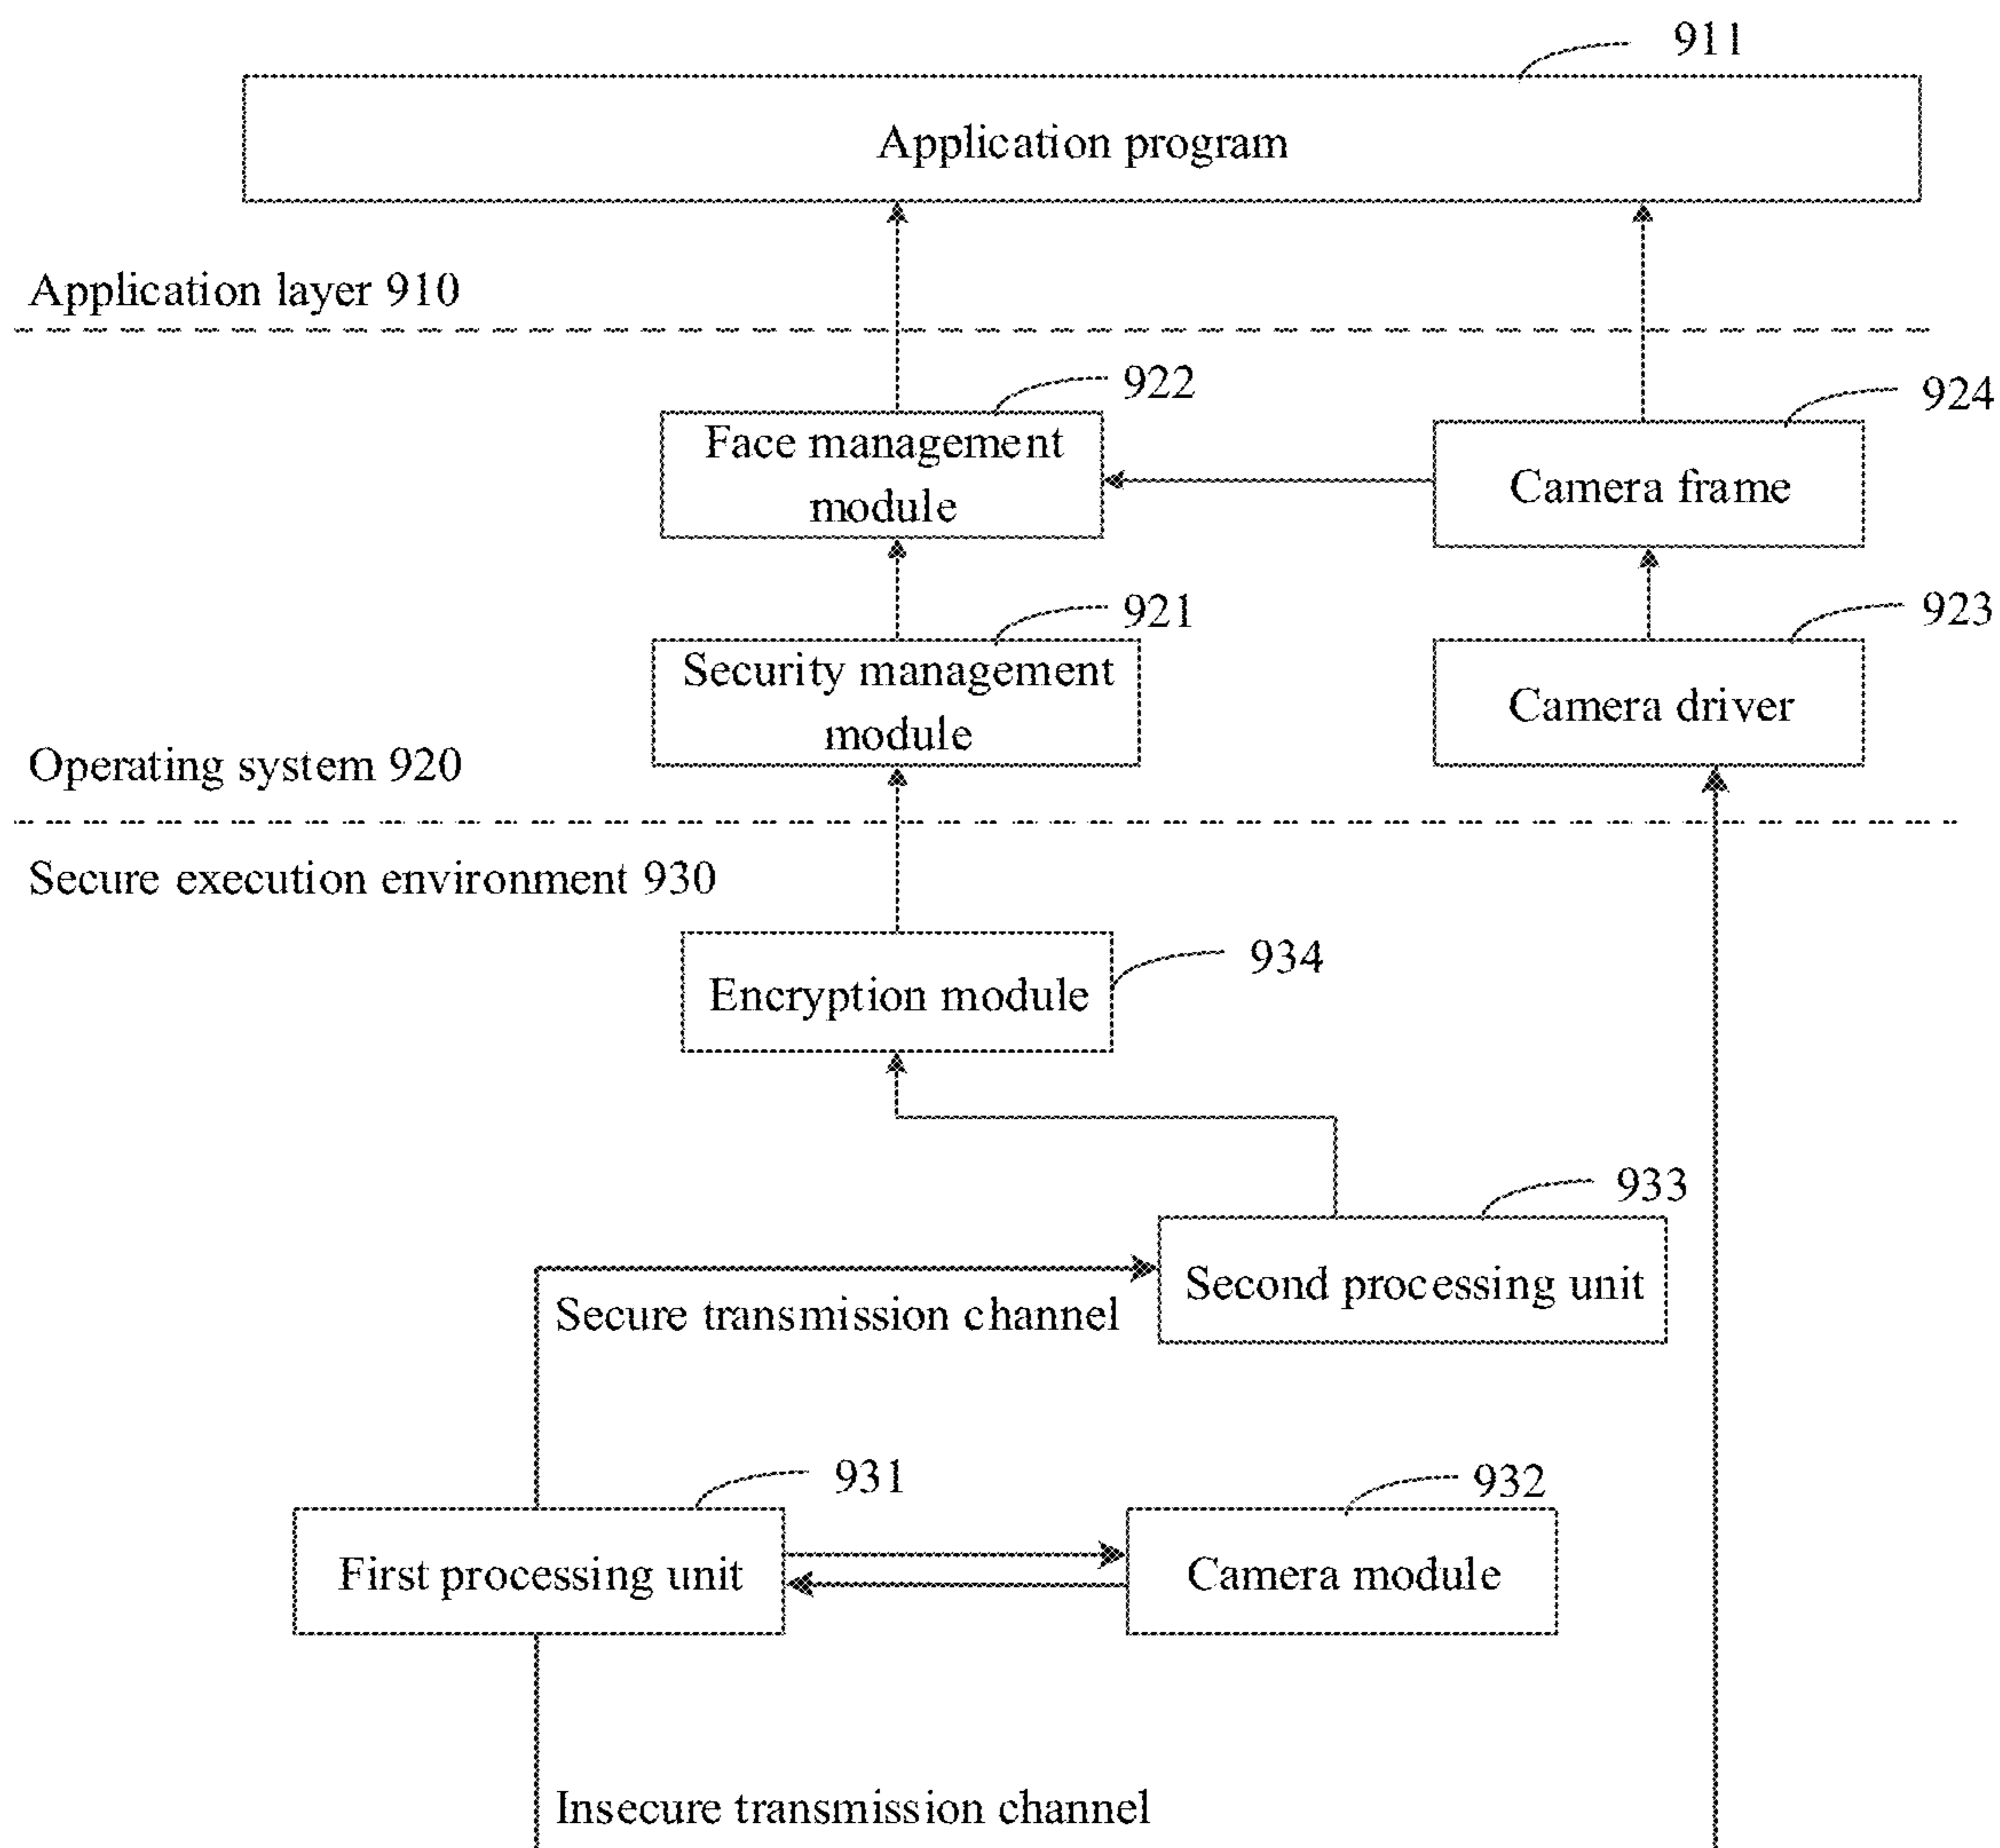 911
Application program
Application layer 910
922
924
Face management
module
Camera frame
921
923
Security management
module
Camera driver
Operating system 920
Secure execution environment 930
934
Encryption module
933
Second processing unit
Secure transmission channel
931
932
First processing unit
Camera module
Insecure transmission channel